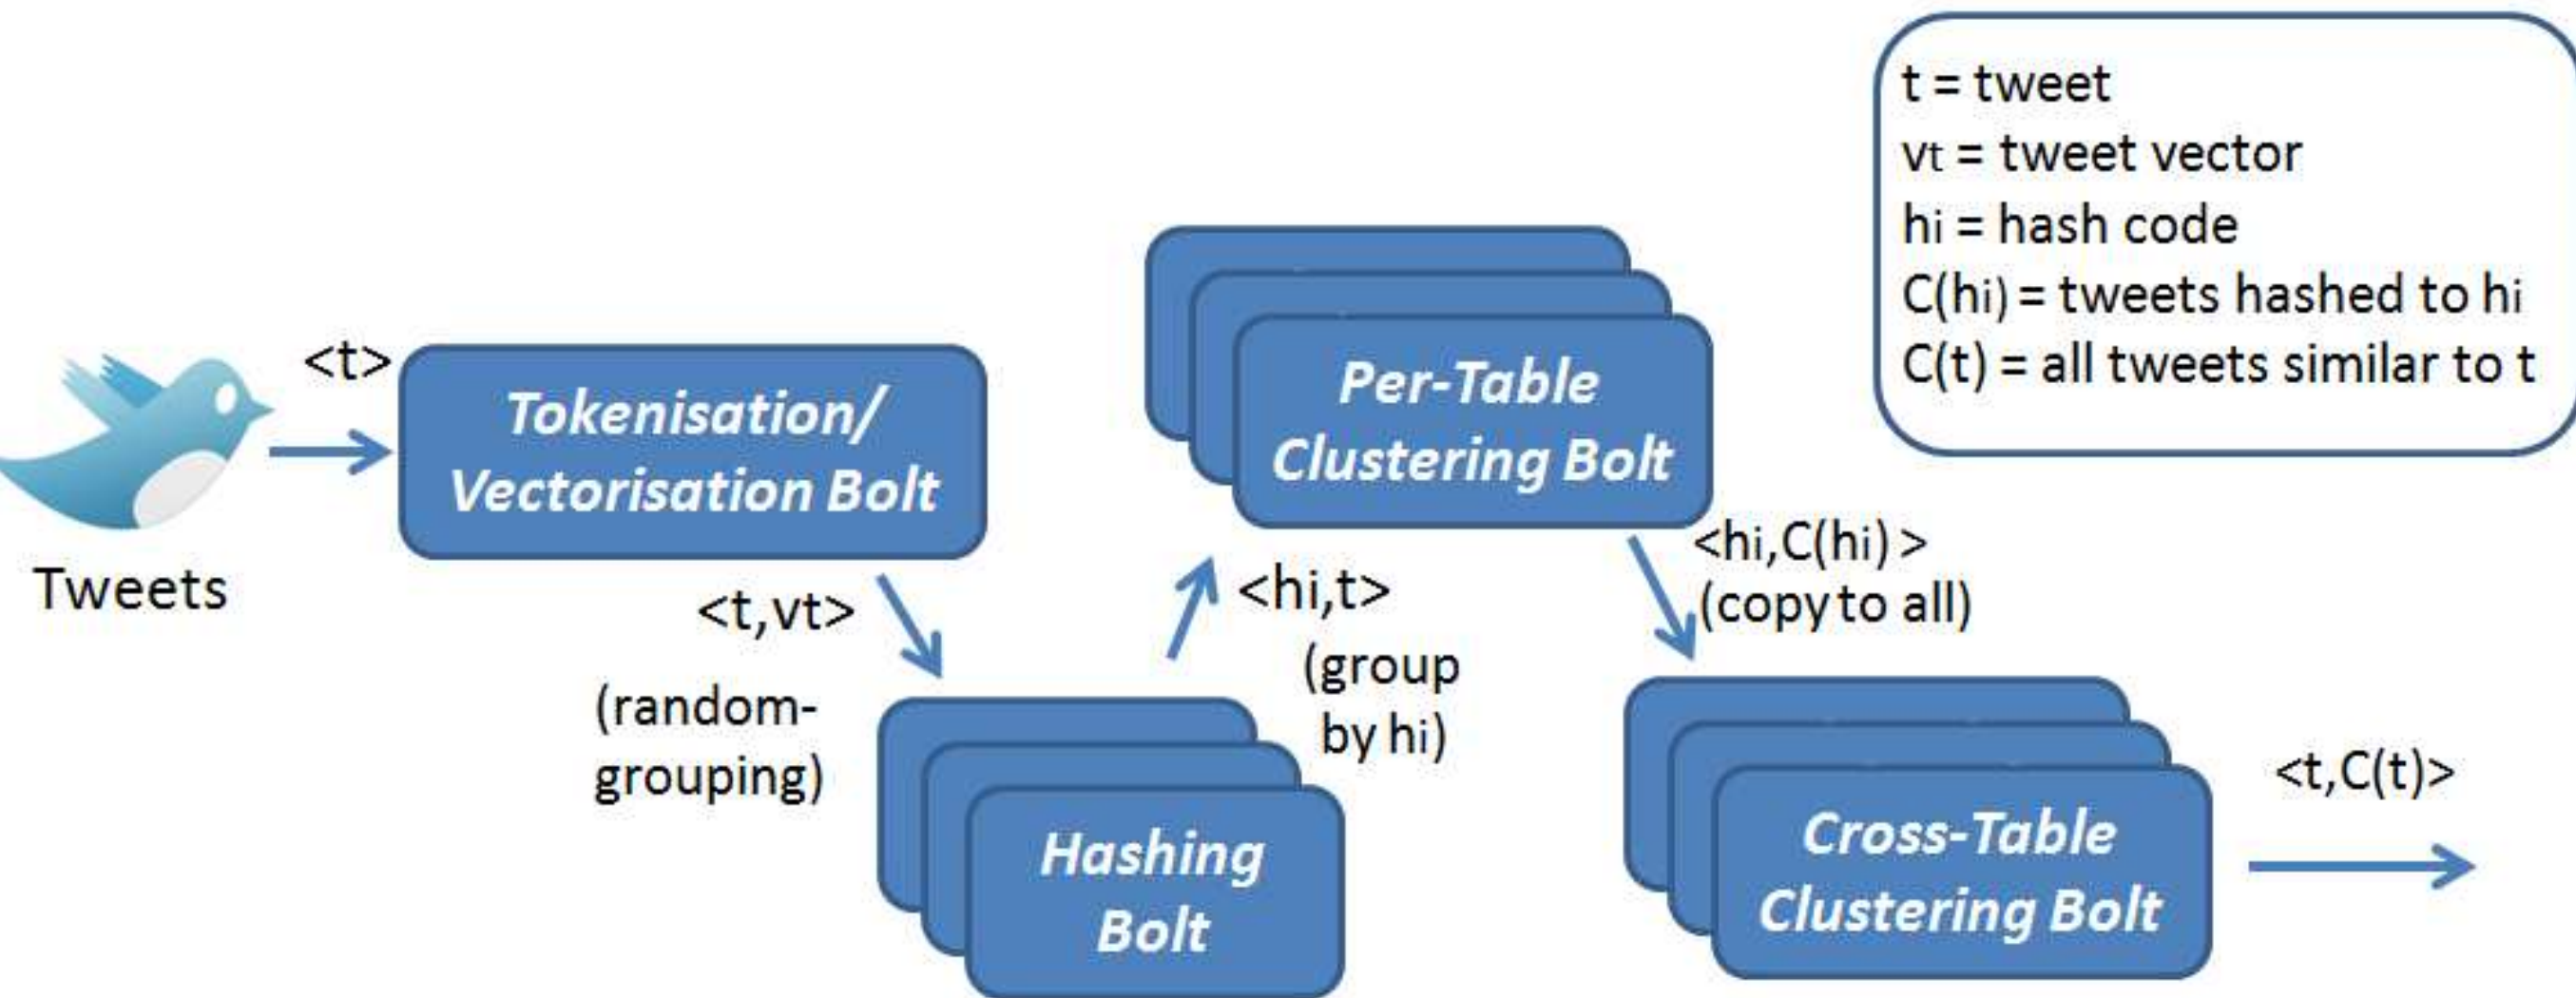 t = tweet
vt = tweet vector
hi = hash code
C(hi) = tweets hashed to hi
C(t) = all tweets similar to t
<t>
Tweets
Tokenisation/
Vectorisation Bolt
<t,vt>
(random-
grouping)
Hashing
Bolt
<hi,t>
(group
by hi)
Per-Table
Clustering Bolt
<hi,C(hi) >
(copy to all)
Cross-Table
Clustering Bolt
<t,C(t)>